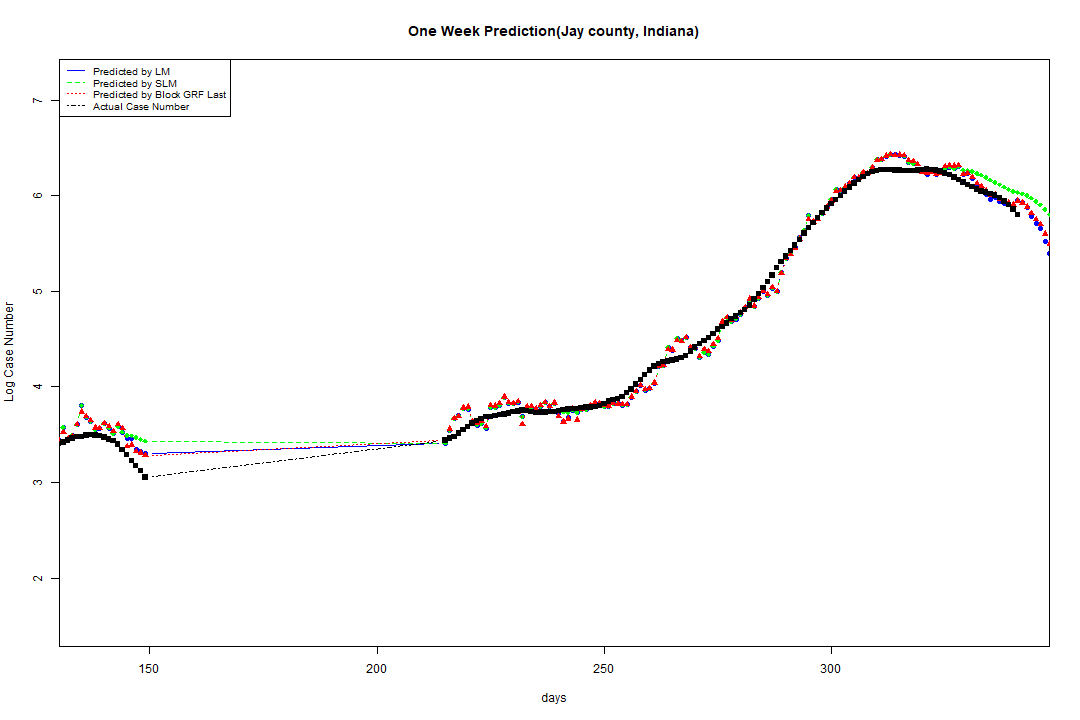 One Week Prediction(Jay county, Indiana)
Predicted by LM
Predicted by SLM
Predicted by Block GRF Last
Actual Case Number
7
6
5
4
3
2
Log Case Number
150 200 250 300
days